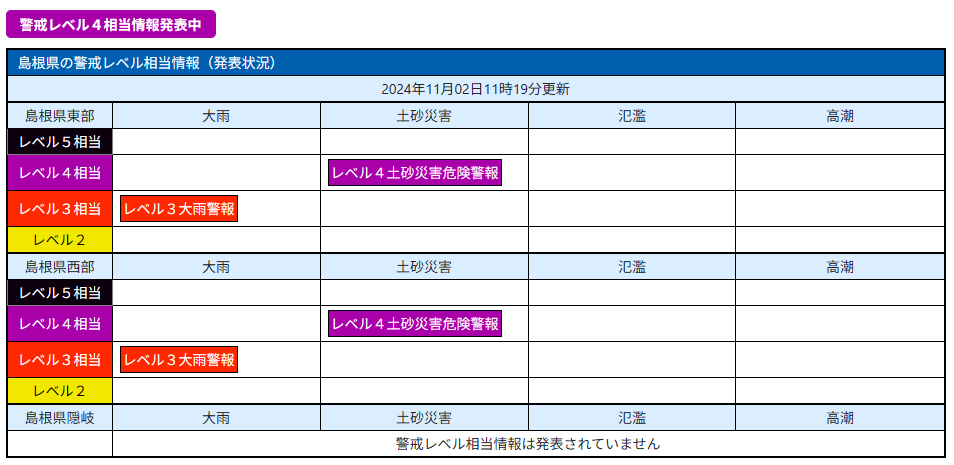 警戒レベル４相当情報発表中
島根県の警戒レベル相当情報（発表状況）
2024年11月02日11時19分更新
島根県東部 大雨 土砂災害 氾濫 高潮
レベル５相当
レベル４相当 レベル４土砂災害危険警報
レベル３相当 レベル３大雨警報
レベル２
島根県西部 大雨 土砂災害 氾濫 高潮
レベル５相当
レベル４相当 レベル４土砂災害危険警報
レベル３相当 レベル３大雨警報
レベル２
島根県隠岐 大雨 土砂災害 氾濫 高潮
警戒レベル相当情報は発表されていません